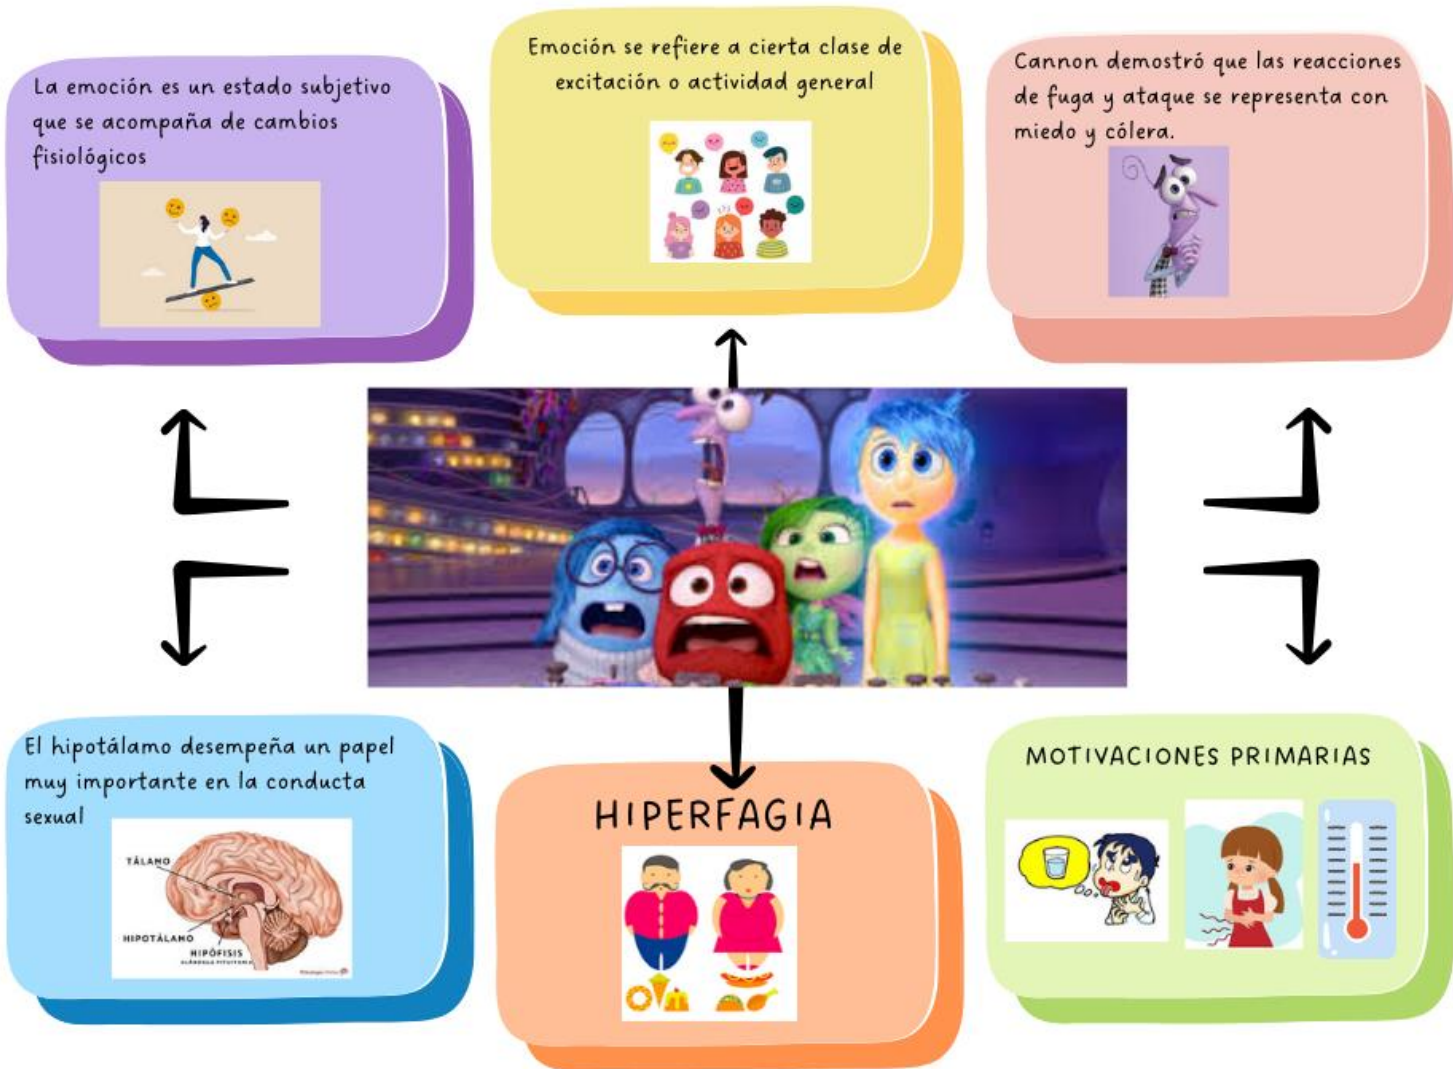 La emoción es un estado subjetivo
que se acompaña de cambios
fisiológicos
Emoción se refiere a cierta clase de
excitación o actividad general
Cannon demostró que las reacciones
de fuga y ataque se representa con
miedo y cólera.
El hipotálamo desempeña un papel
muy importante en la conducta
sexual
TÁLAMO
HIPOTÁLAMO
HIPÓFISIS
HIPERFAGIA
MOTIVACIONES PRIMARIAS